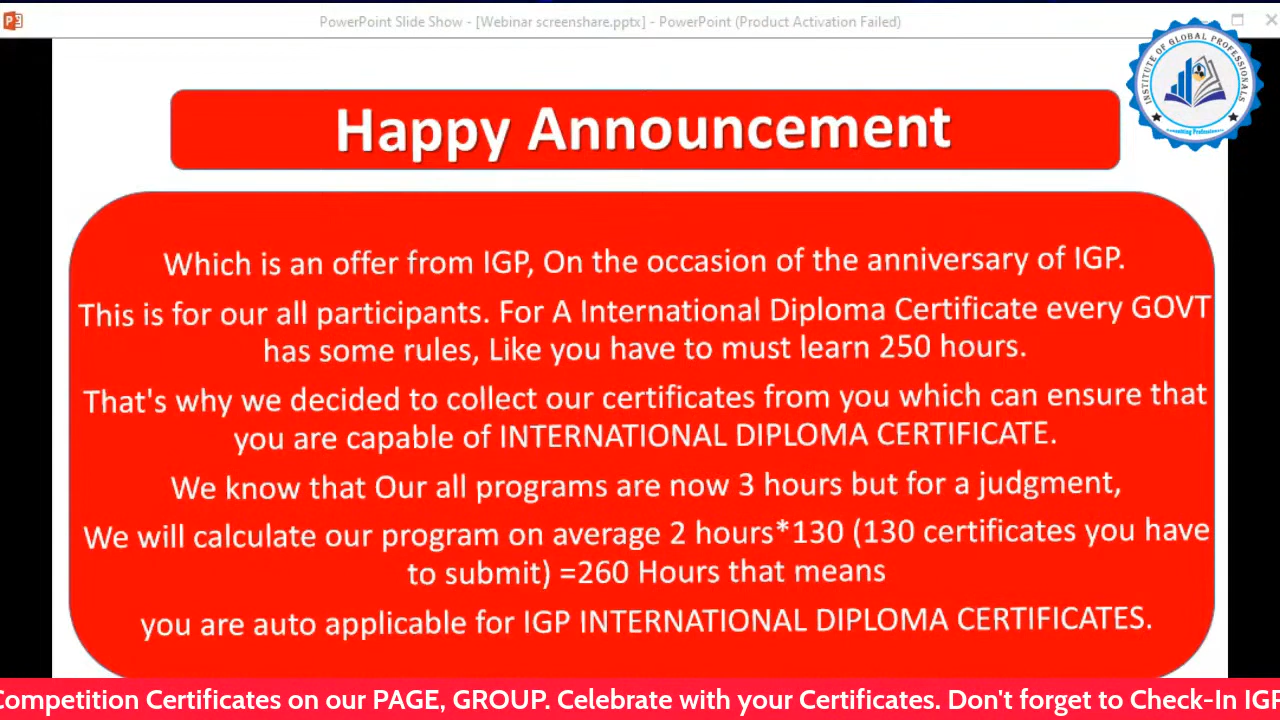 PowerPoint Slide Show - [Webinar screenshare.pptx] - PowerPoint (Product Activation Failed)
INSTITUTE OF GLOBAL PROFESSIONALS
Consulting Professionals
Happy Announcement
Which is an offer from IGP, On the occasion of the anniversary of IGP.
This is for our all participants. For A International Diploma Certificate every GOVT
has some rules, Like you have to must learn 250 hours.
That's why we decided to collect our certificates from you which can ensure that
you are capable of INTERNATIONAL DIPLOMA CERTIFICATE.
We know that Our all programs are now 3 hours but for a judgment,
We will calculate our program on average 2 hours*130 (130 certificates you have
to submit) =260 Hours that means
you are auto applicable for IGP INTERNATIONAL DIPLOMA CERTIFICATES.
Competition Certificates on our PAGE, GROUP. Celebrate with your Certificates. Don't forget to Check-In IGP